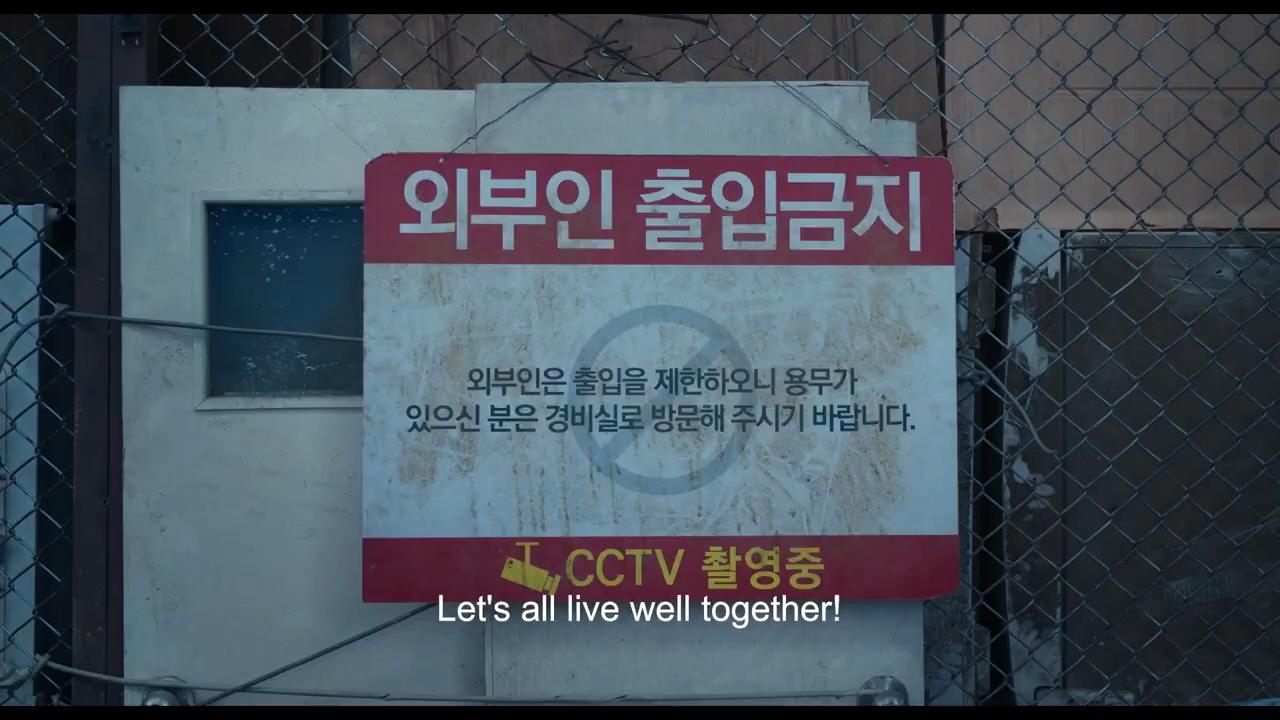 외부인 출입금지
외부인은 출입을 제한하오니 용무가
있으신 분은 경비실로 방문해 주시기 바랍니다.
CCTV 촬영중
Let's all live well together!